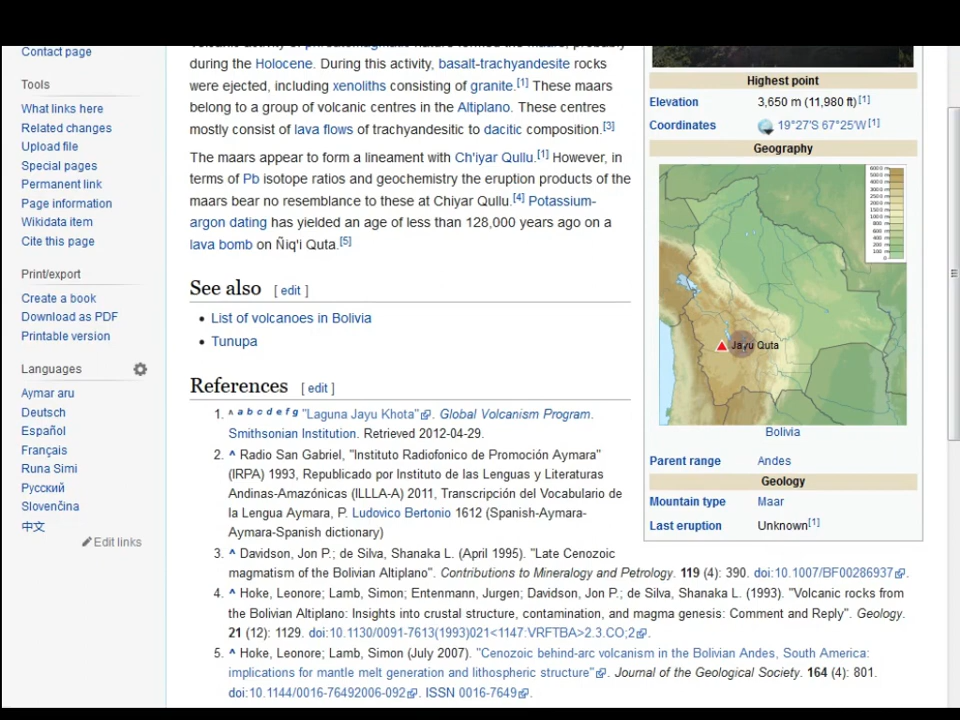 Contact page
Tools
What links here
Related changes
Upload file
Special pages
Permanent link
Page information
Wikidata item
Cite this page
Print/export
Create a book
Download as PDF
Printable version
Languages
Aymar aru
Deutsch
Español
Français
Runa Simi
Русский
Slovenčina
中文
Edit links
during the Holocene. During this activity, basalt-trachyandesite rocks
were ejected, including xenoliths consisting of granite.[1] These maars
belong to a group of volcanic centres in the Altiplano. These centres
mostly consist of lava flows of trachyandesitic to dacitic composition.[3]
The maars appear to form a lineament with Ch'iyar Qullu.[1] However, in
terms of Pb isotope ratios and geochemistry the eruption products of the
maars bear no resemblance to these at Chiyar Qullu.[4] Potassium-
argon dating has yielded an age of less than 128,000 years ago on a
lava bomb on Ñiq'i Quta.[5]
See also [ edit ]
• List of volcanoes in Bolivia
• Tunupa
References [ edit ]
1. ^ a b c d e f g "Laguna Jayu Khota". Global Volcanism Program.
Smithsonian Institution. Retrieved 2012-04-29.
2. ^ Radio San Gabriel, "Instituto Radiofonico de Promoción Aymara"
(IRPA) 1993, Republicado por Instituto de las Lenguas y Literaturas
Andinas-Amazónicas (ILLLA-A) 2011, Transcripción del Vocabulario de
la Lengua Aymara, P. Ludovico Bertonio 1612 (Spanish-Aymara-
Aymara-Spanish dictionary)
3. ^ Davidson, Jon P.; de Silva, Shanaka L. (April 1995). "Late Cenozoic
magmatism of the Bolivian Altiplano". Contributions to Mineralogy and Petrology. 119 (4): 390. doi:10.1007/BF00286937.
4. ^ Hoke, Leonore; Lamb, Simon; Entenmann, Jurgen; Davidson, Jon P.; de Silva, Shanaka L. (1993). "Volcanic rocks from
the Bolivian Altiplano: Insights into crustal structure, contamination, and magma genesis: Comment and Reply". Geology.
21 (12): 1129. doi:10.1130/0091-7613(1993)021<1147:VRFTBA>2.3.CO;2.
5. ^ Hoke, Leonore; Lamb, Simon (July 2007). "Cenozoic behind-arc volcanism in the Bolivian Andes, South America:
implications for mantle melt generation and lithospheric structure". Journal of the Geological Society. 164 (4): 801.
doi:10.1144/0016-76492006-092. ISSN 0016-7649.
Highest point
Elevation 3,650 m (11,980 ft)[1]
Coordinates 19°27'S 67°25'W[1]
Geography
Jayu Quta
Bolivia
Parent range Andes
Geology
Mountain type Maar
Last eruption Unknown[1]